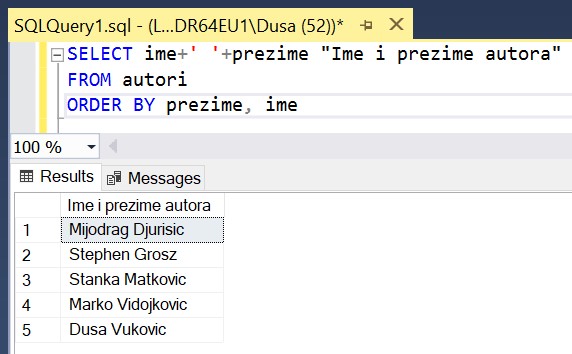 SQLQuery1.sql - (L...DR64EU1\Dusa (52))*
SELECT ime+' '+prezime "Ime i prezime autora"
FROM autori
ORDER BY prezime, ime
100 %
Results Messages
Ime i prezime autora
1 Mijodrag Djurisic
2 Stephen Grosz
3 Stanka Matkovic
4 Marko Vidojkovic
5 Dusa Vukovic